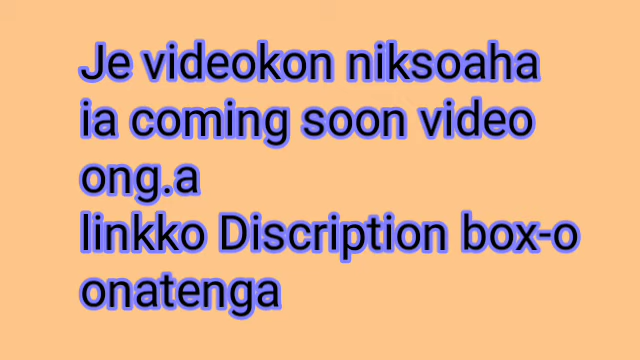 Je videokon niksoaha
ia coming soon video
ong.a
linkko Discription box-o
onatenga